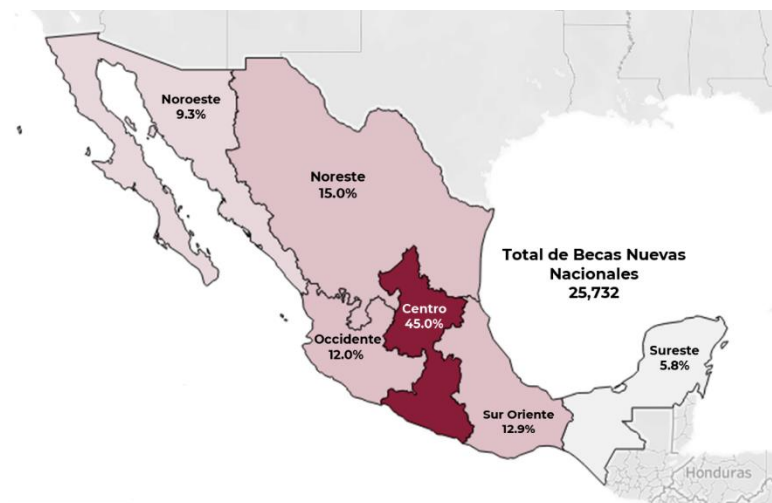 Noroeste
9.3%
Noreste
15.0%
Total de Becas Nuevas
Nacionales
25,732
Centro
45.0%
Occidente
12.0%
Sureste
5.8%
Sur Oriente
12.9%
Honduras